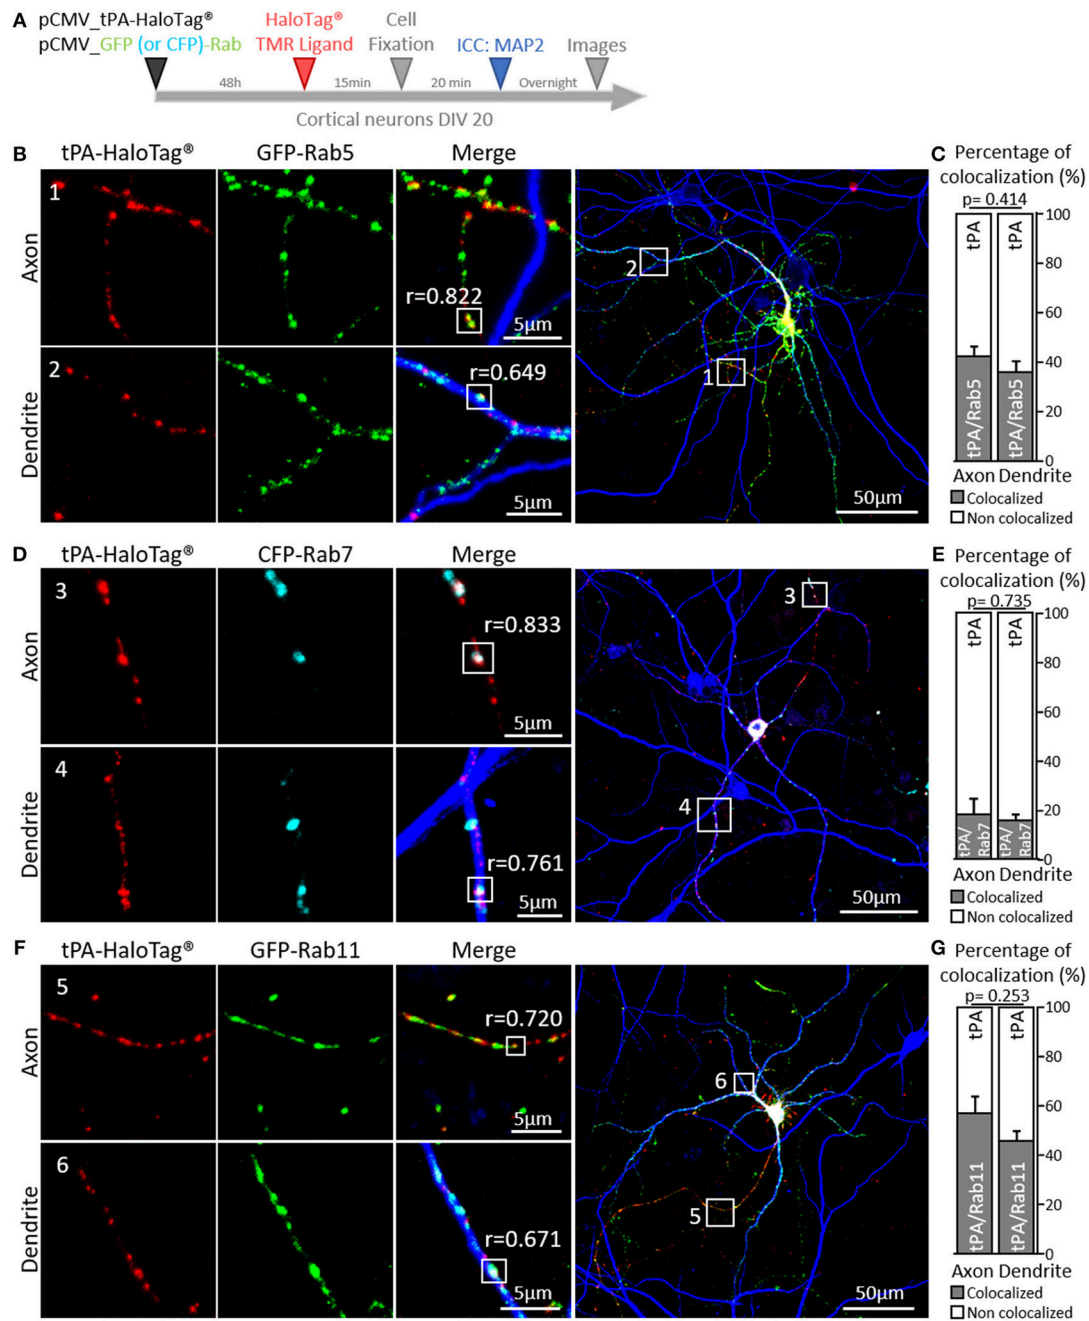 A
pCMV_tPA-HaloTag®
pCMV_GFP (or CFP)-Rab
HaloTag®
TMR Ligand
Cell
Fixation
ICC: MAP2
Images
48h
15min
20 min
Overnight
Cortical neurons DIV 20
B
tPA-HaloTag®
GFP-Rab5
Merge
Axon
1
r=0.822
5µm
Dendrite
2
r=0.649
5µm
2
1
50µm
C
Percentage of
colocalization (%)
p= 0.414
tPA
tPA
tPA/Rab5
tPA/Rab5
100
80
60
40
20
0
Axon Dendrite
Colocalized
Non colocalized
D
tPA-HaloTag®
CFP-Rab7
Merge
Axon
3
r=0.833
5µm
Dendrite
4
r=0.761
5µm
3
4
50µm
E
Percentage of
colocalization (%)
p= 0.735
tPA
tPA
tPA/
Rab7
tPA/
Rab7
100
80
60
40
20
0
Axon Dendrite
Colocalized
Non colocalized
F
tPA-HaloTag®
GFP-Rab11
Merge
Axon
5
r=0.720
5µm
Dendrite
6
r=0.671
5µm
6
5
50µm
G
Percentage of
colocalization (%)
p= 0.253
tPA
tPA
tPA/Rab11
tPA/Rab11
100
80
60
40
20
0
Axon Dendrite
Colocalized
Non colocalized